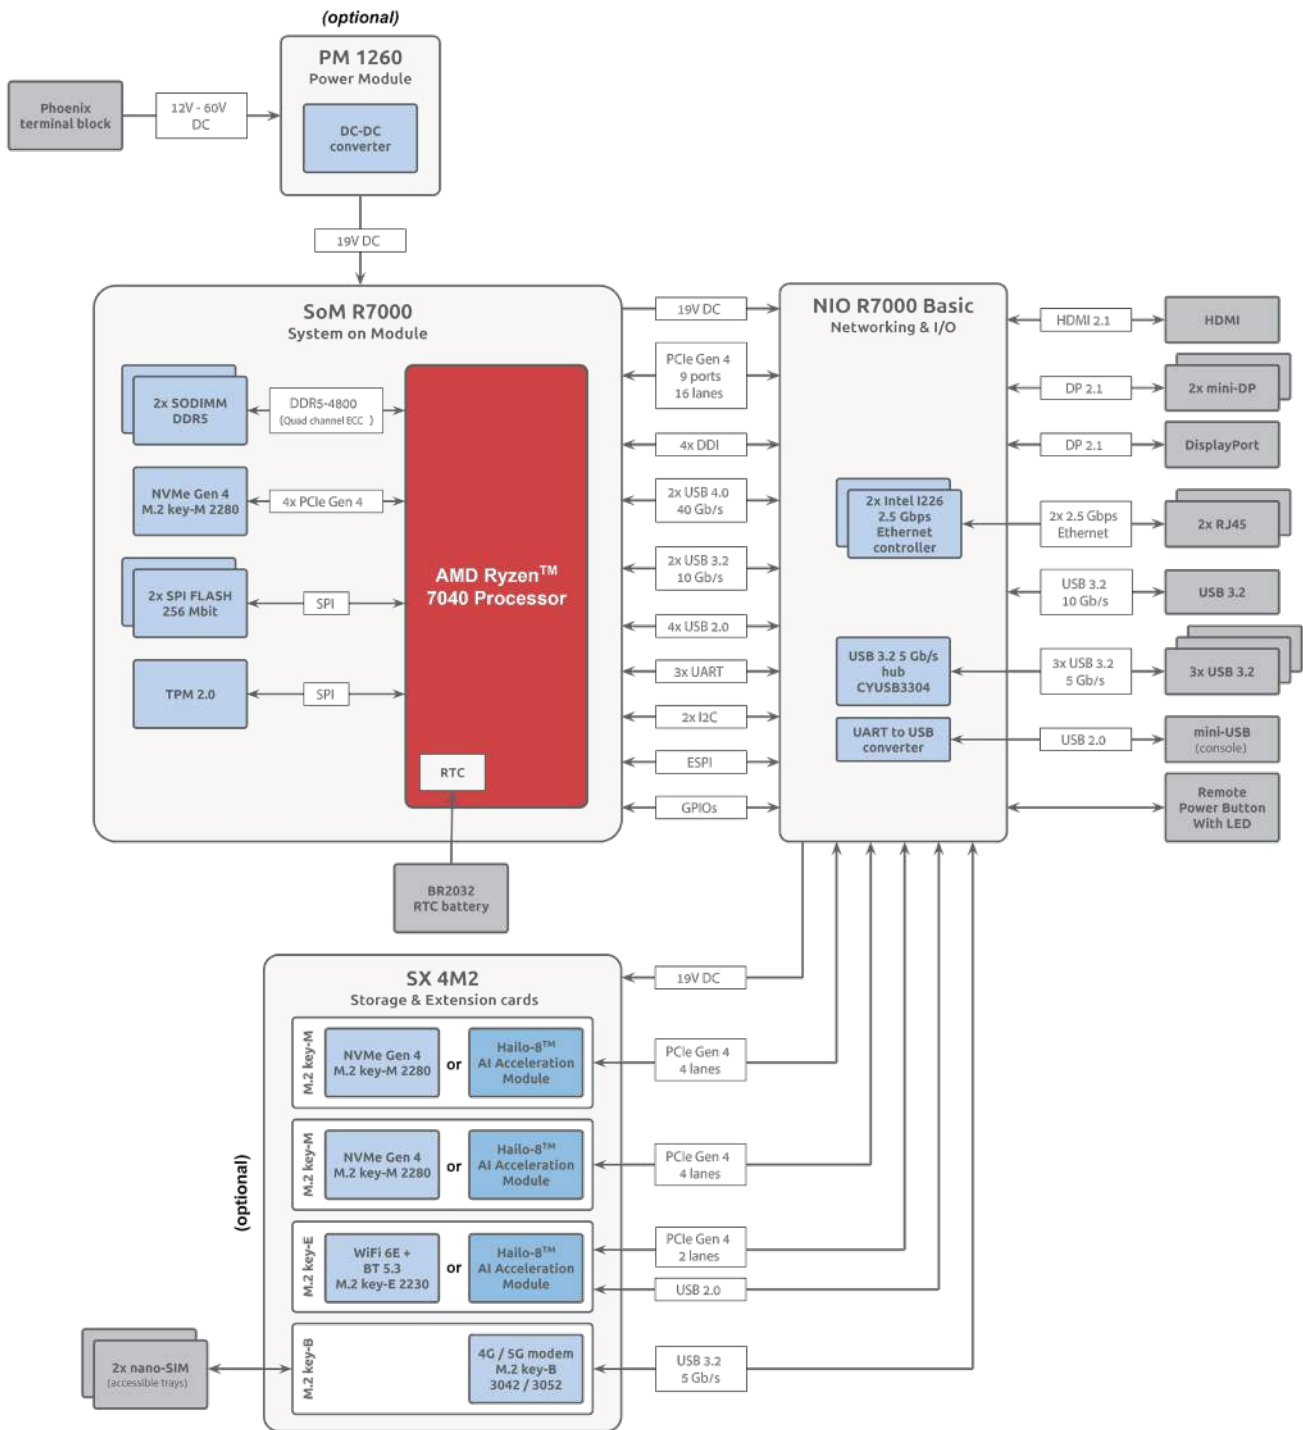 (optional)
PM 1260
Power Module
DC-DC
converter
Phoenix
terminal block
12V - 60V
DC
19V DC
SoM R7000
System on Module
2x SODIMM
DDR5
DDR5-4800
(Quad channel ECC )
NVMe Gen 4
M.2 key-M 2280
4x PCIe Gen 4
2x SPI FLASH
256 Mbit
SPI
TPM 2.0
SPI
AMD Ryzen™
7040 Processor
RTC
BR2032
RTC battery
19V DC
PCIe Gen 4
9 ports
16 lanes
4x DDI
2x USB 4.0
40 Gb/s
2x USB 3.2
10 Gb/s
4x USB 2.0
3x UART
2x I2C
ESPI
GPIOs
NIO R7000 Basic
Networking & I/O
2x Intel I226
2.5 Gbps
Ethernet
controller
USB 3.2 5 Gb/s
hub
CYUSB3304
UART to USB
converter
HDMI 2.1
HDMI
DP 2.1
2x mini-DP
DP 2.1
DisplayPort
2x 2.5 Gbps
Ethernet
2x RJ45
USB 3.2
10 Gb/s
USB 3.2
3x USB 3.2
5 Gb/s
3x USB 3.2
USB 2.0
mini-USB
(console)
Remote
Power Button
With LED
SX 4M2
Storage & Extension cards
19V DC
(optional)
M.2 key-M
NVMe Gen 4
M.2 key-M 2280
or
Hailo-8™
AI Acceleration
Module
PCIe Gen 4
4 lanes
M.2 key-M
NVMe Gen 4
M.2 key-M 2280
or
Hailo-8™
AI Acceleration
Module
PCIe Gen 4
4 lanes
M.2 key-E
WiFi 6E +
BT 5.3
M.2 key-E 2230
or
Hailo-8™
AI Acceleration
Module
PCIe Gen 4
2 lanes
USB 2.0
M.2 key-B
4G / 5G modem
M.2 key-B
3042 / 3052
USB 3.2
5 Gb/s
2x nano-SIM
(accessible trays)